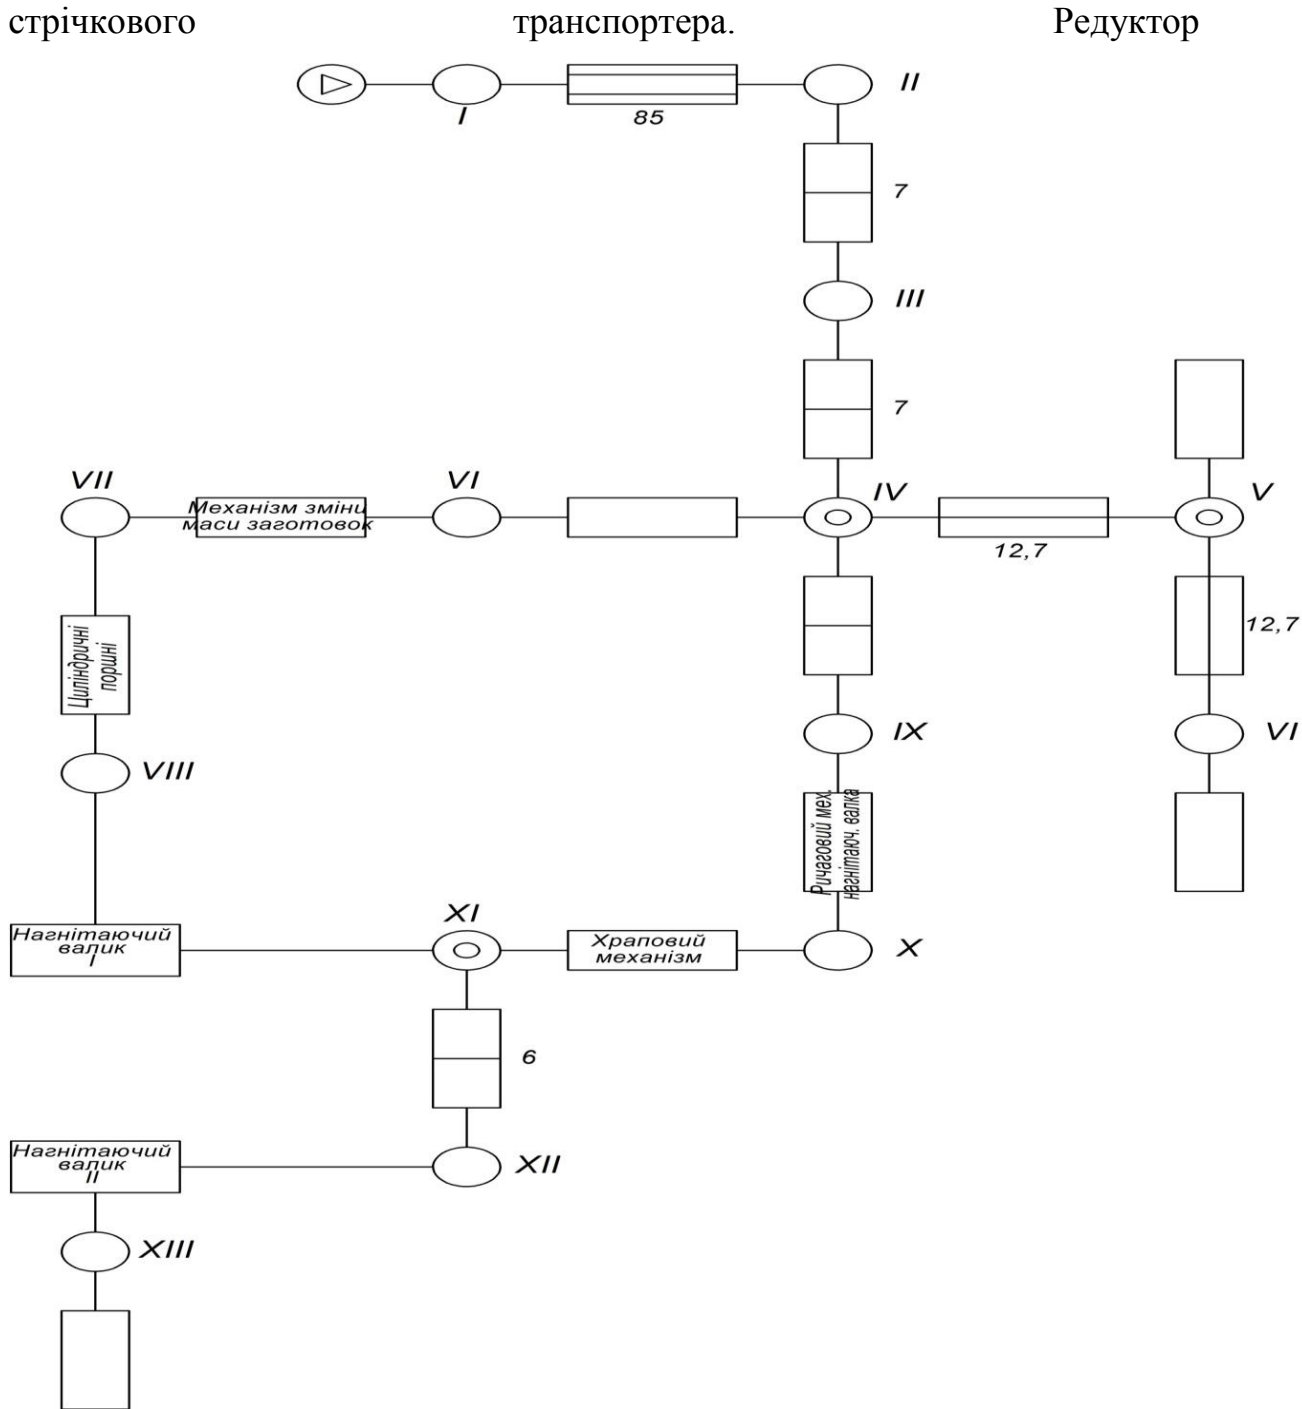 стрічкового транспортера. Редуктор
II
I
85
7
III
7
VII
VI
IV
V
Механізм зміни
маси заготовок
12,7
Циліндричні
поршні
12,7
IX
VI
VIII
Ричаговий мех.
нагнітаюч. валка
XI
Нагнітаючий
валик
I
Храповий
механізм
X
6
Нагнітаючий
валик
II
XII
XIII